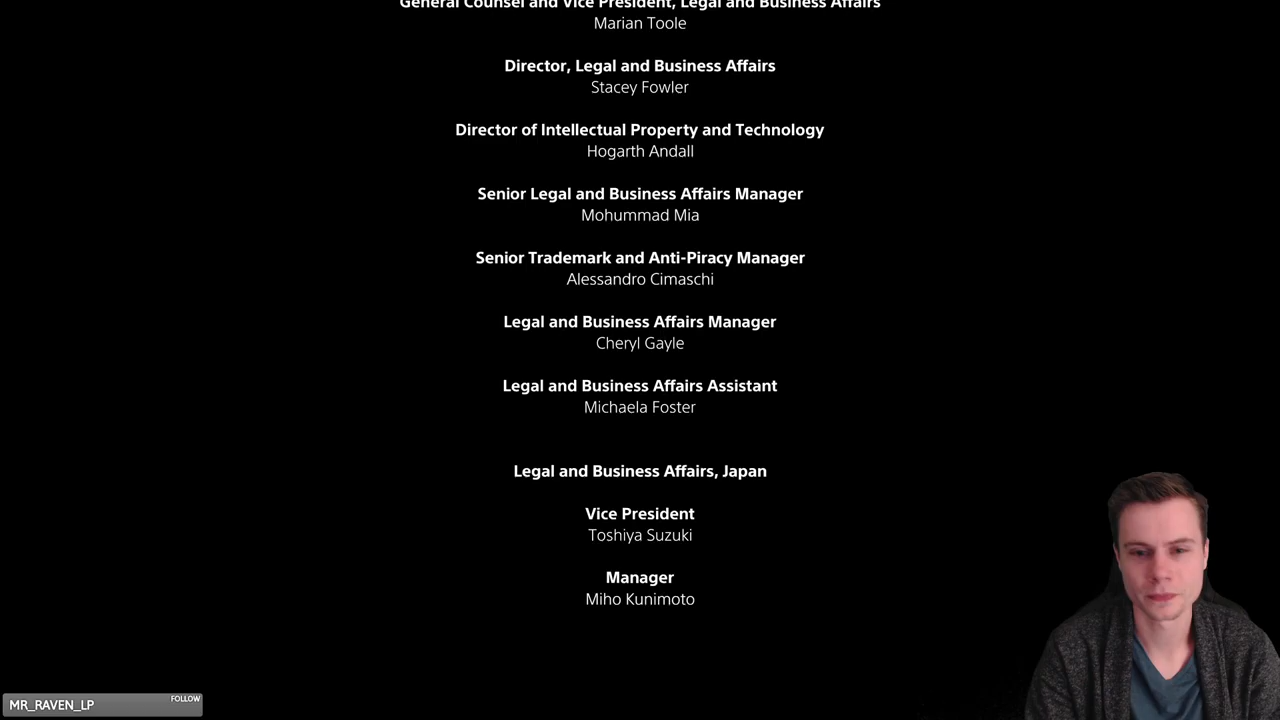 General Counsel and Vice President, Legal and Business Affairs
Marian Toole
Director, Legal and Business Affairs
Stacey Fowler
Director of Intellectual Property and Technology
Hogarth Andall
Senior Legal and Business Affairs Manager
Mohummad Mia
Senior Trademark and Anti-Piracy Manager
Alessandro Cimaschi
Legal and Business Affairs Manager
Cheryl Gayle
Legal and Business Affairs Assistant
Michaela Foster
Legal and Business Affairs, Japan
Vice President
Toshiya Suzuki
Manager
Miho Kunimoto
MR_RAVEN_LP
FOLLOW